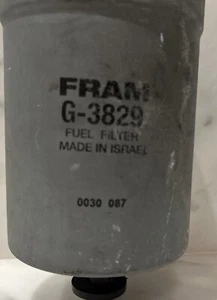 FRAM
G-3829
FUEL FILTER
MADE IN ISRAEL
0030 087